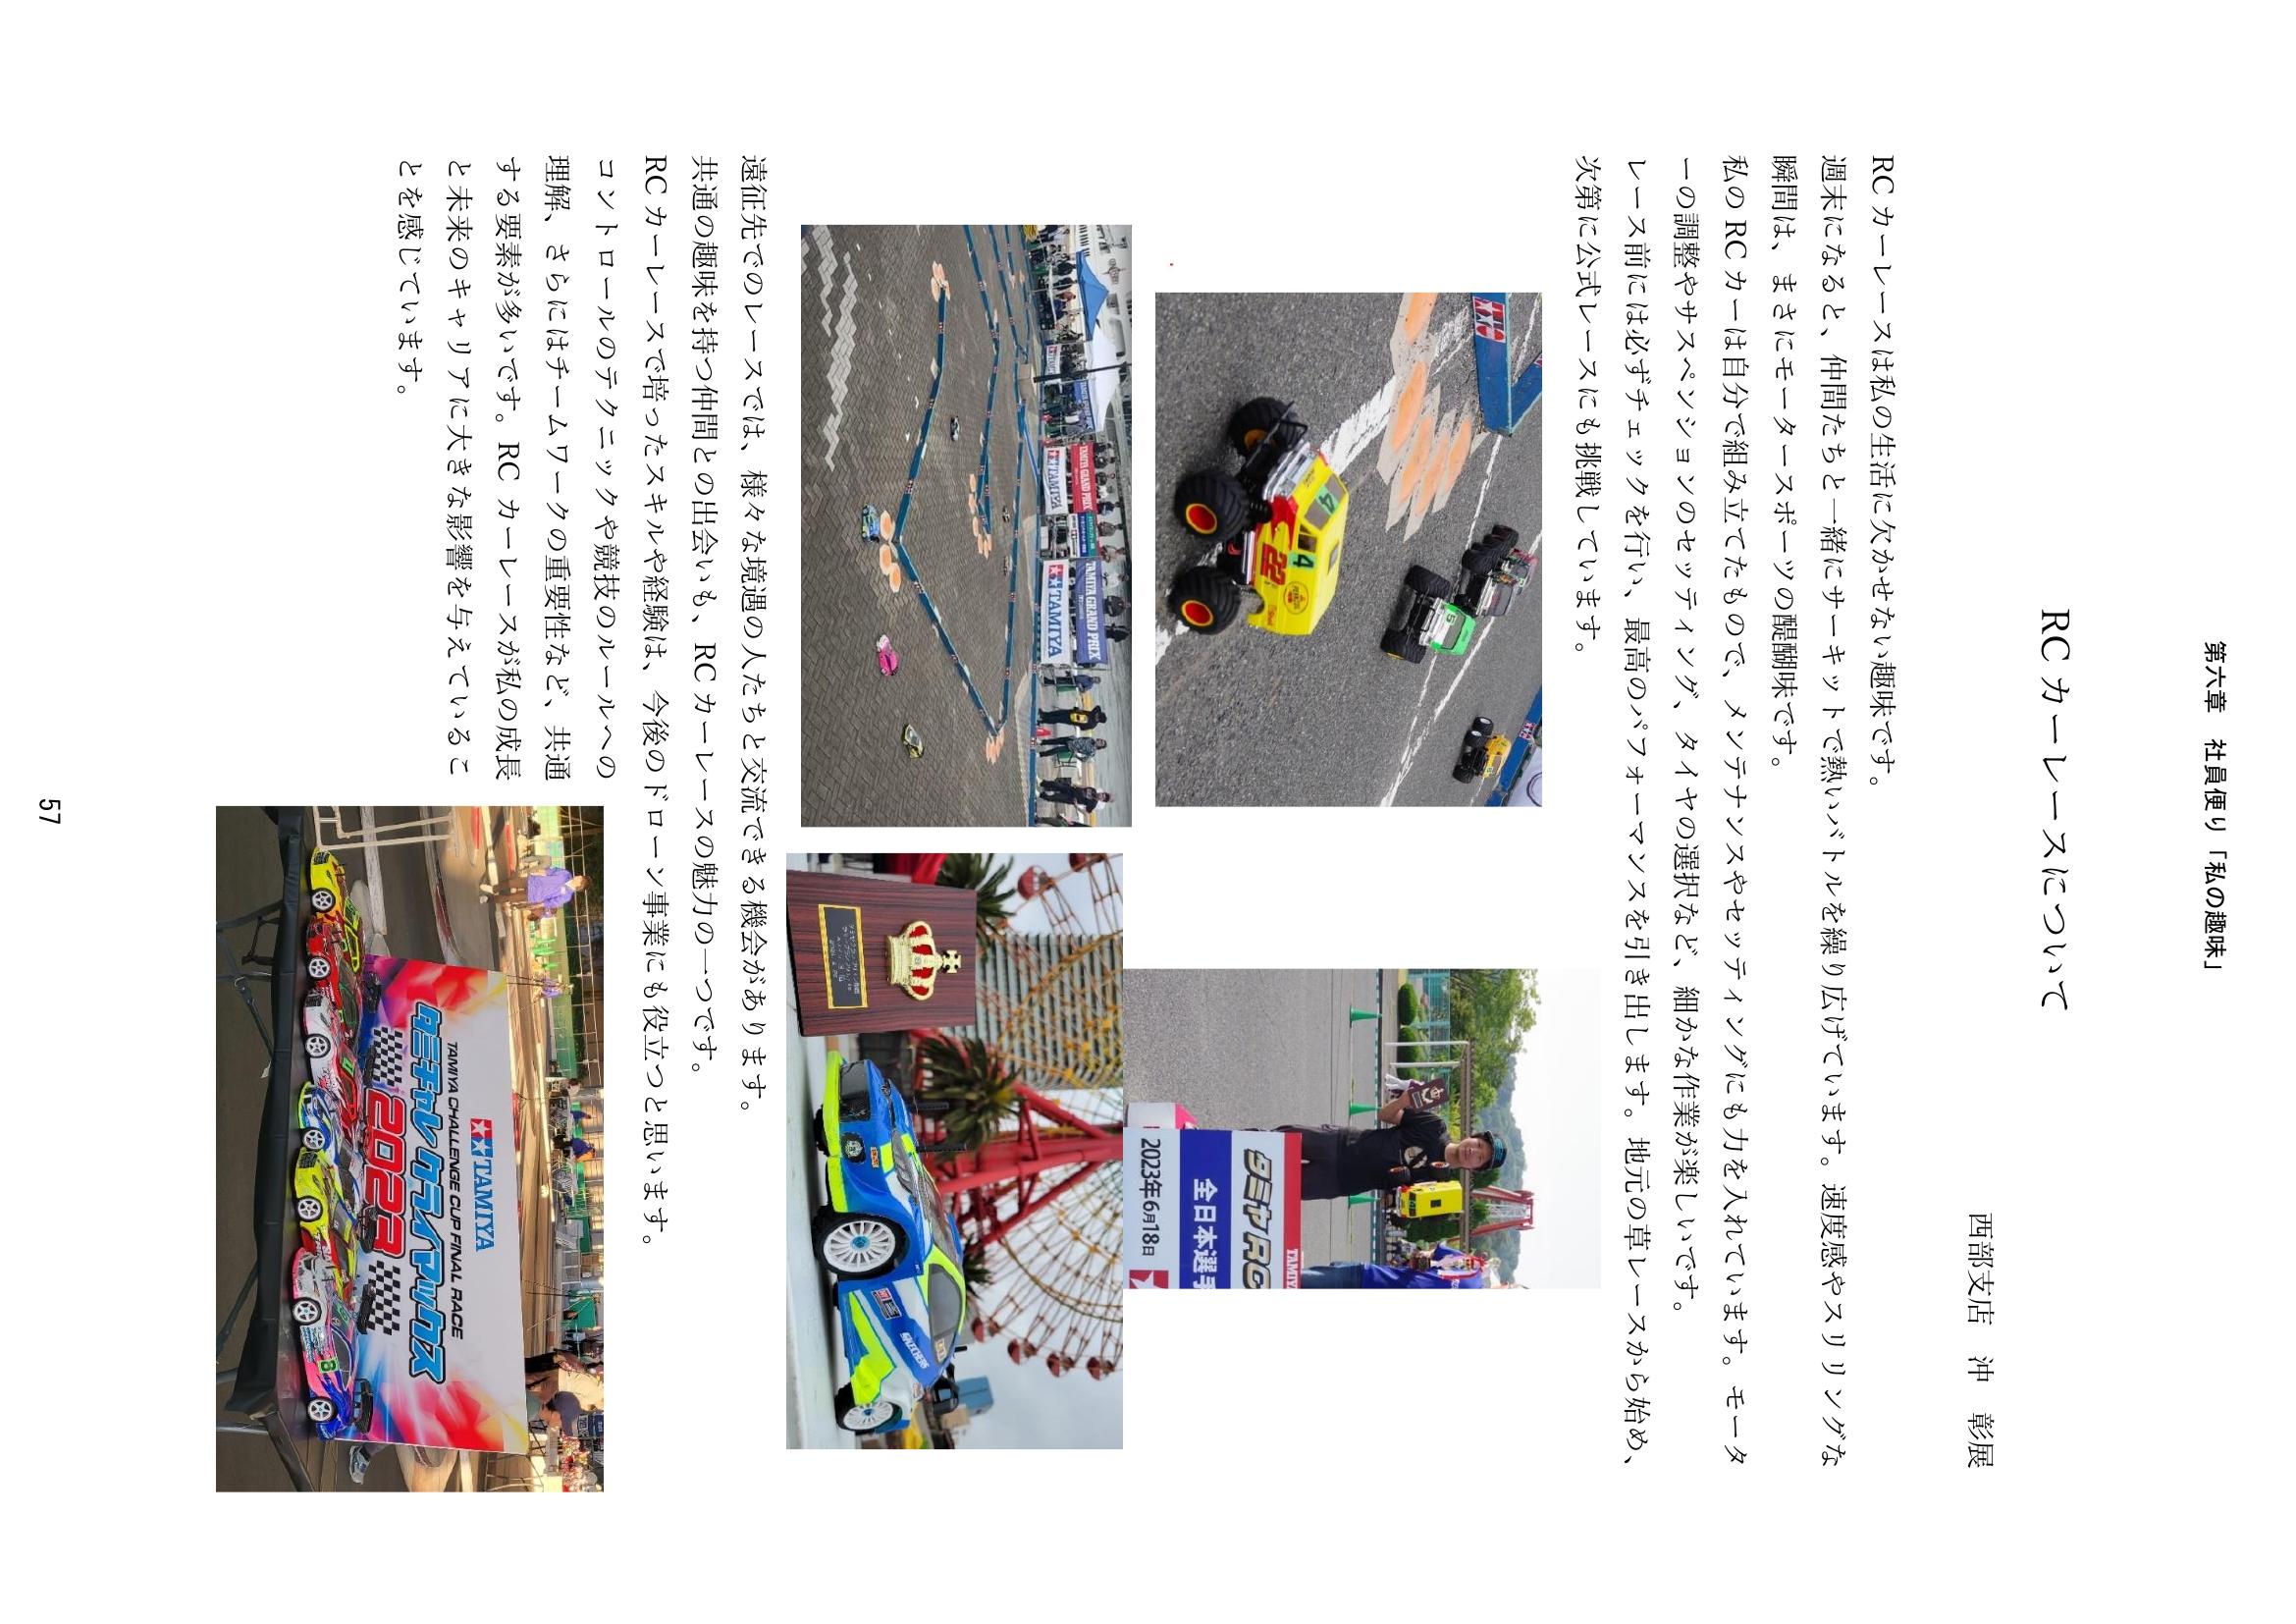 第六章　社員便り「私の趣味」
RC カーレースについて
西部支店　沖　彰展
RC カーレースは私の生活に欠かせない趣味です。
週末になると、仲間たちと一緒にサーキットで熱いバトルを繰り広げています。速度感やスリリングな
瞬間は、まさにモータースポーツの醍醐味です。
私の RC カーは自分で組み立てたもので、メンテナンスやセッティングにも力を入れています。モータ
ーの調整やサスペンションのセッティング、タイヤの選択など、細かな作業が楽しいです。
レース前には必ずチェックを行い、最高のパフォーマンスを引き出します。地元の草レースから始め、
次第に公式レースにも挑戦しています。
4
4
22
5
TAMIYA
タミヤRC
全日本選手
2023年6月18日
TAMIYA GRAND PRIX
TAMIYA
TAMIYA GRAND PRIX
TAMIYA
SKECHERS
遠征先でのレースでは、様々な境遇の人たちと交流できる機会があります。
共通の趣味を持つ仲間との出会いも、RC カーレースの魅力の一つです。
RC カーレースで培ったスキルや経験は、今後のドローン事業にも役立つと思います。
コントロールのテクニックや競技のルールへの
理解、さらにはチームワークの重要性など、共通
する要素が多いです。RC カーレースが私の成長
と未来のキャリアに大きな影響を与えているこ
とを感じています。
TAMIYA
TAMIYA CHALLENGE CUP FINAL RACE
タミチャレクライマックス
2023
8
57